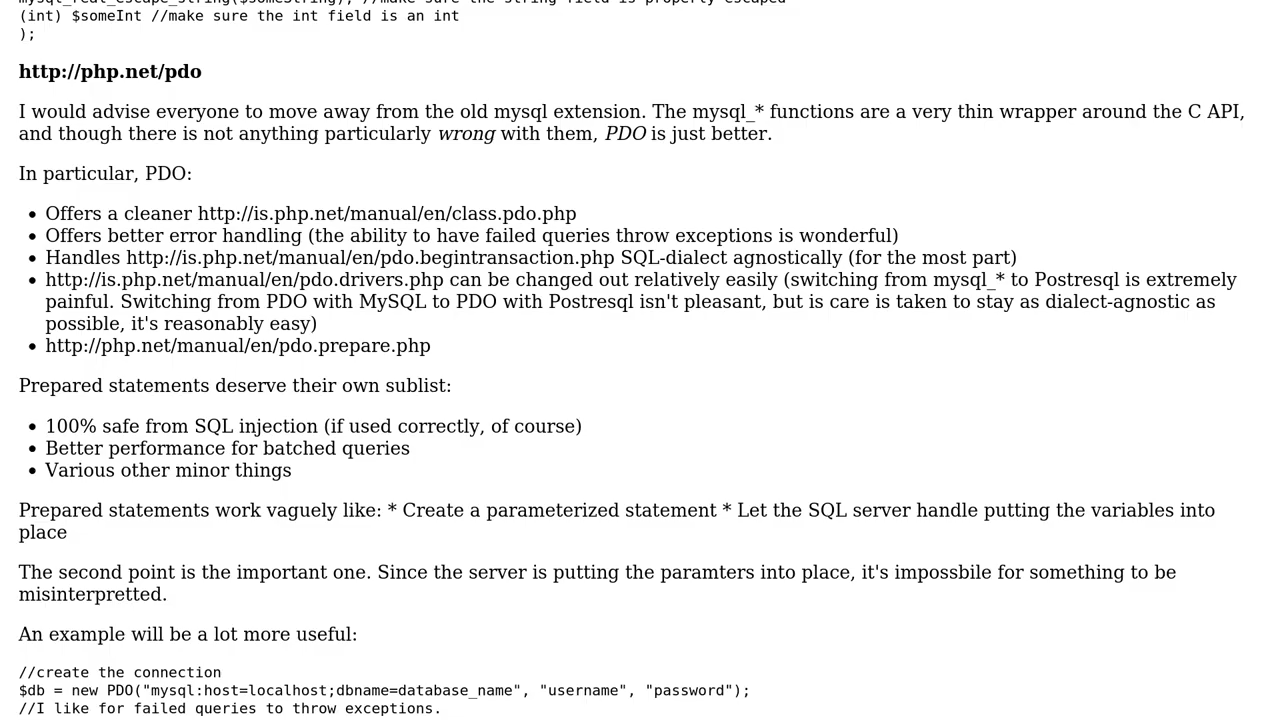 mysql_real_escape_string($someString), //make sure the string field is properly escaped
(int) $someInt //make sure the int field is an int
);
http://php.net/pdo
I would advise everyone to move away from the old mysql extension. The mysql_* functions are a very thin wrapper around the C API,
and though there is not anything particularly wrong with them, PDO is just better.
In particular, PDO:
• Offers a cleaner http://is.php.net/manual/en/class.pdo.php
• Offers better error handling (the ability to have failed queries throw exceptions is wonderful)
• Handles http://is.php.net/manual/en/pdo.begintransaction.php SQL-dialect agnostically (for the most part)
• http://is.php.net/manual/en/pdo.drivers.php can be changed out relatively easily (switching from mysql_* to Postresql is extremely
painful. Switching from PDO with MySQL to PDO with Postresql isn't pleasant, but is care is taken to stay as dialect-agnostic as
possible, it's reasonably easy)
• http://php.net/manual/en/pdo.prepare.php
Prepared statements deserve their own sublist:
• 100% safe from SQL injection (if used correctly, of course)
• Better performance for batched queries
• Various other minor things
Prepared statements work vaguely like: * Create a parameterized statement * Let the SQL server handle putting the variables into
place
The second point is the important one. Since the server is putting the paramters into place, it's impossbile for something to be
misinterpretted.
An example will be a lot more useful:
//create the connection
$db = new PDO("mysql:host=localhost;dbname=database_name", "username", "password");
//I like for failed queries to throw exceptions.